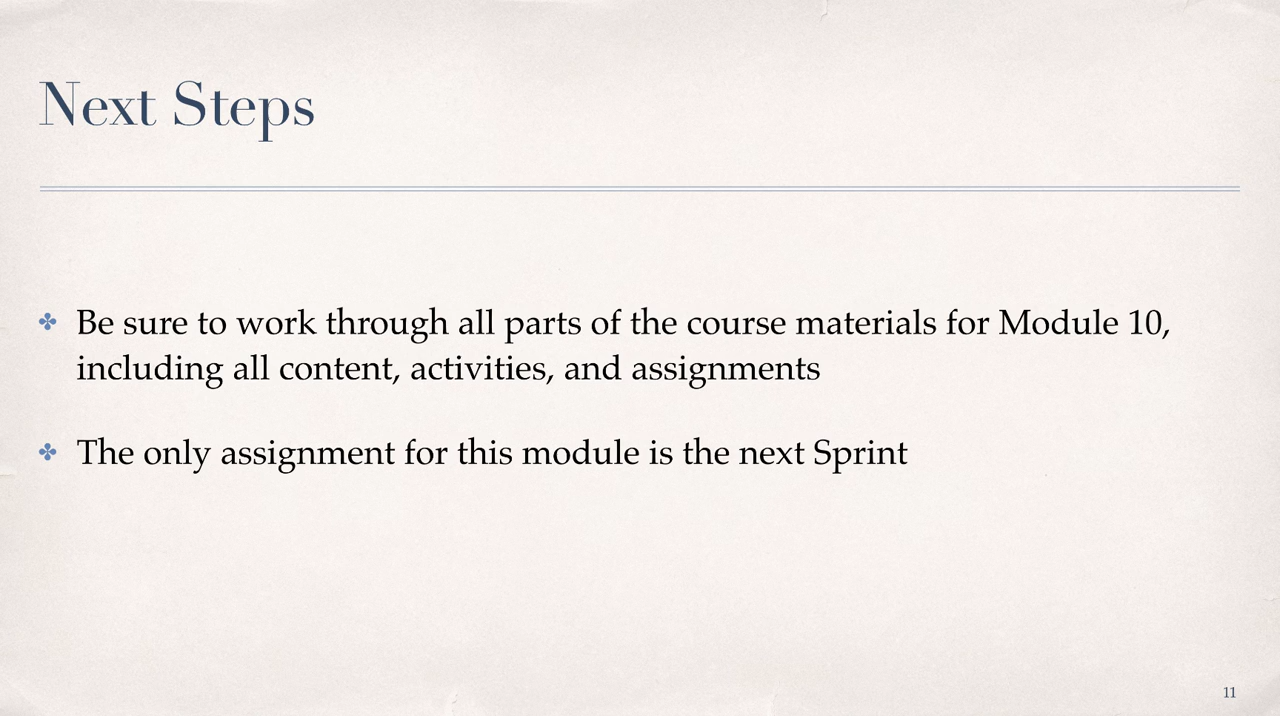 Next Steps
✤ Be sure to work through all parts of the course materials for Module 10,
including all content, activities, and assignments
✤ The only assignment for this module is the next Sprint
11